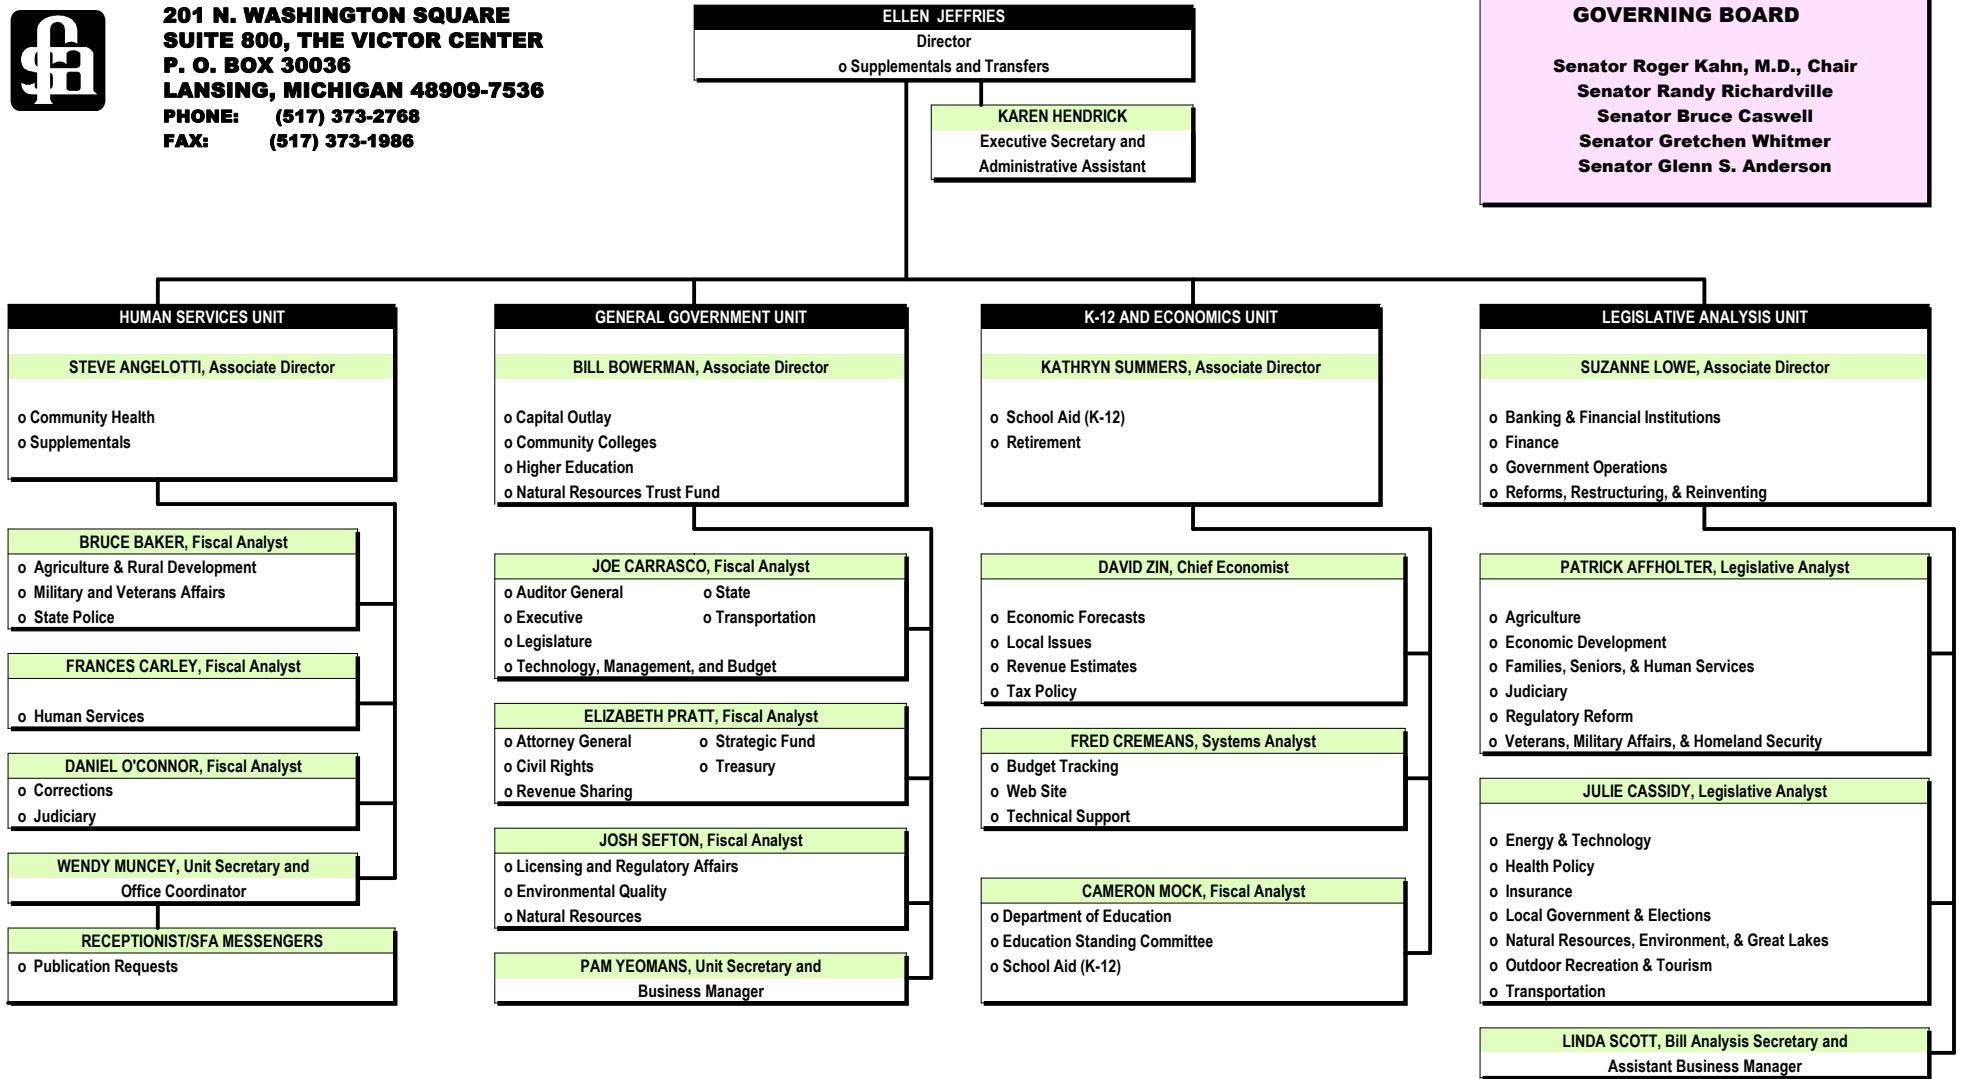 sfa
201 N. WASHINGTON SQUARE
SUITE 800, THE VICTOR CENTER
P. O. BOX 30036
LANSING, MICHIGAN 48909-7536
PHONE: (517) 373-2768
FAX: (517) 373-1986
ELLEN JEFFRIES
Director
o Supplementals and Transfers
KAREN HENDRICK
Executive Secretary and
Administrative Assistant
GOVERNING BOARD
Senator Roger Kahn, M.D., Chair
Senator Randy Richardville
Senator Bruce Caswell
Senator Gretchen Whitmer
Senator Glenn S. Anderson
HUMAN SERVICES UNIT
STEVE ANGELOTTI, Associate Director
o Community Health
o Supplementals
BRUCE BAKER, Fiscal Analyst
o Agriculture & Rural Development
o Military and Veterans Affairs
o State Police
FRANCES CARLEY, Fiscal Analyst
o Human Services
DANIEL O'CONNOR, Fiscal Analyst
o Corrections
o Judiciary
WENDY MUNCEY, Unit Secretary and
Office Coordinator
RECEPTIONIST/SFA MESSENGERS
o Publication Requests
GENERAL GOVERNMENT UNIT
BILL BOWERMAN, Associate Director
o Capital Outlay
o Community Colleges
o Higher Education
o Natural Resources Trust Fund
JOE CARRASCO, Fiscal Analyst
o Auditor General o State
o Executive o Transportation
o Legislature
o Technology, Management, and Budget
ELIZABETH PRATT, Fiscal Analyst
o Attorney General o Strategic Fund
o Civil Rights o Treasury
o Revenue Sharing
JOSH SEFTON, Fiscal Analyst
o Licensing and Regulatory Affairs
o Environmental Quality
o Natural Resources
PAM YEOMANS, Unit Secretary and
Business Manager
K-12 AND ECONOMICS UNIT
KATHRYN SUMMERS, Associate Director
o School Aid (K-12)
o Retirement
DAVID ZIN, Chief Economist
o Economic Forecasts
o Local Issues
o Revenue Estimates
o Tax Policy
FRED CREMEANS, Systems Analyst
o Budget Tracking
o Web Site
o Technical Support
CAMERON MOCK, Fiscal Analyst
o Department of Education
o Education Standing Committee
o School Aid (K-12)
LEGISLATIVE ANALYSIS UNIT
SUZANNE LOWE, Associate Director
o Banking & Financial Institutions
o Finance
o Government Operations
o Reforms, Restructuring, & Reinventing
PATRICK AFFHOLTER, Legislative Analyst
o Agriculture
o Economic Development
o Families, Seniors, & Human Services
o Judiciary
o Regulatory Reform
o Veterans, Military Affairs, & Homeland Security
JULIE CASSIDY, Legislative Analyst
o Energy & Technology
o Health Policy
o Insurance
o Local Government & Elections
o Natural Resources, Environment, & Great Lakes
o Outdoor Recreation & Tourism
o Transportation
LINDA SCOTT, Bill Analysis Secretary and
Assistant Business Manager